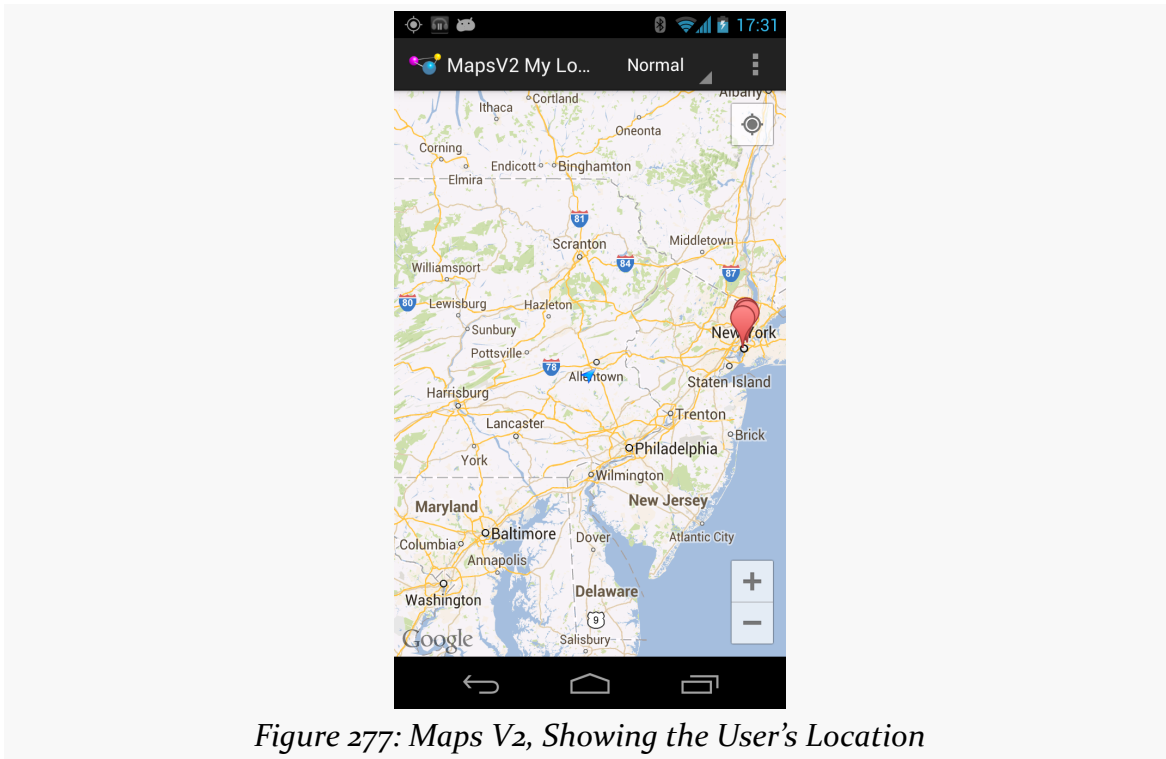 17:31
MapsV2 My Lo...
Normal
Albany
Cortland
Ithaca
Oneonta
Corning
Endicott
Binghamton
Elmira
81
Scranton
Middletown
84
87
Williamsport
80
Lewisburg
Hazleton
Sunbury
New York
Pottsville
78
Allentown
Staten Island
Harrisburg
Trenton
Lancaster
Brick
Philadelphia
York
Wilmington
New Jersey
Maryland
Baltimore
Dover
Atlantic City
Columbia
Annapolis
Washington
Delaware
9
Google
Salisbury
Figure 277: Maps V2, Showing the User’s Location